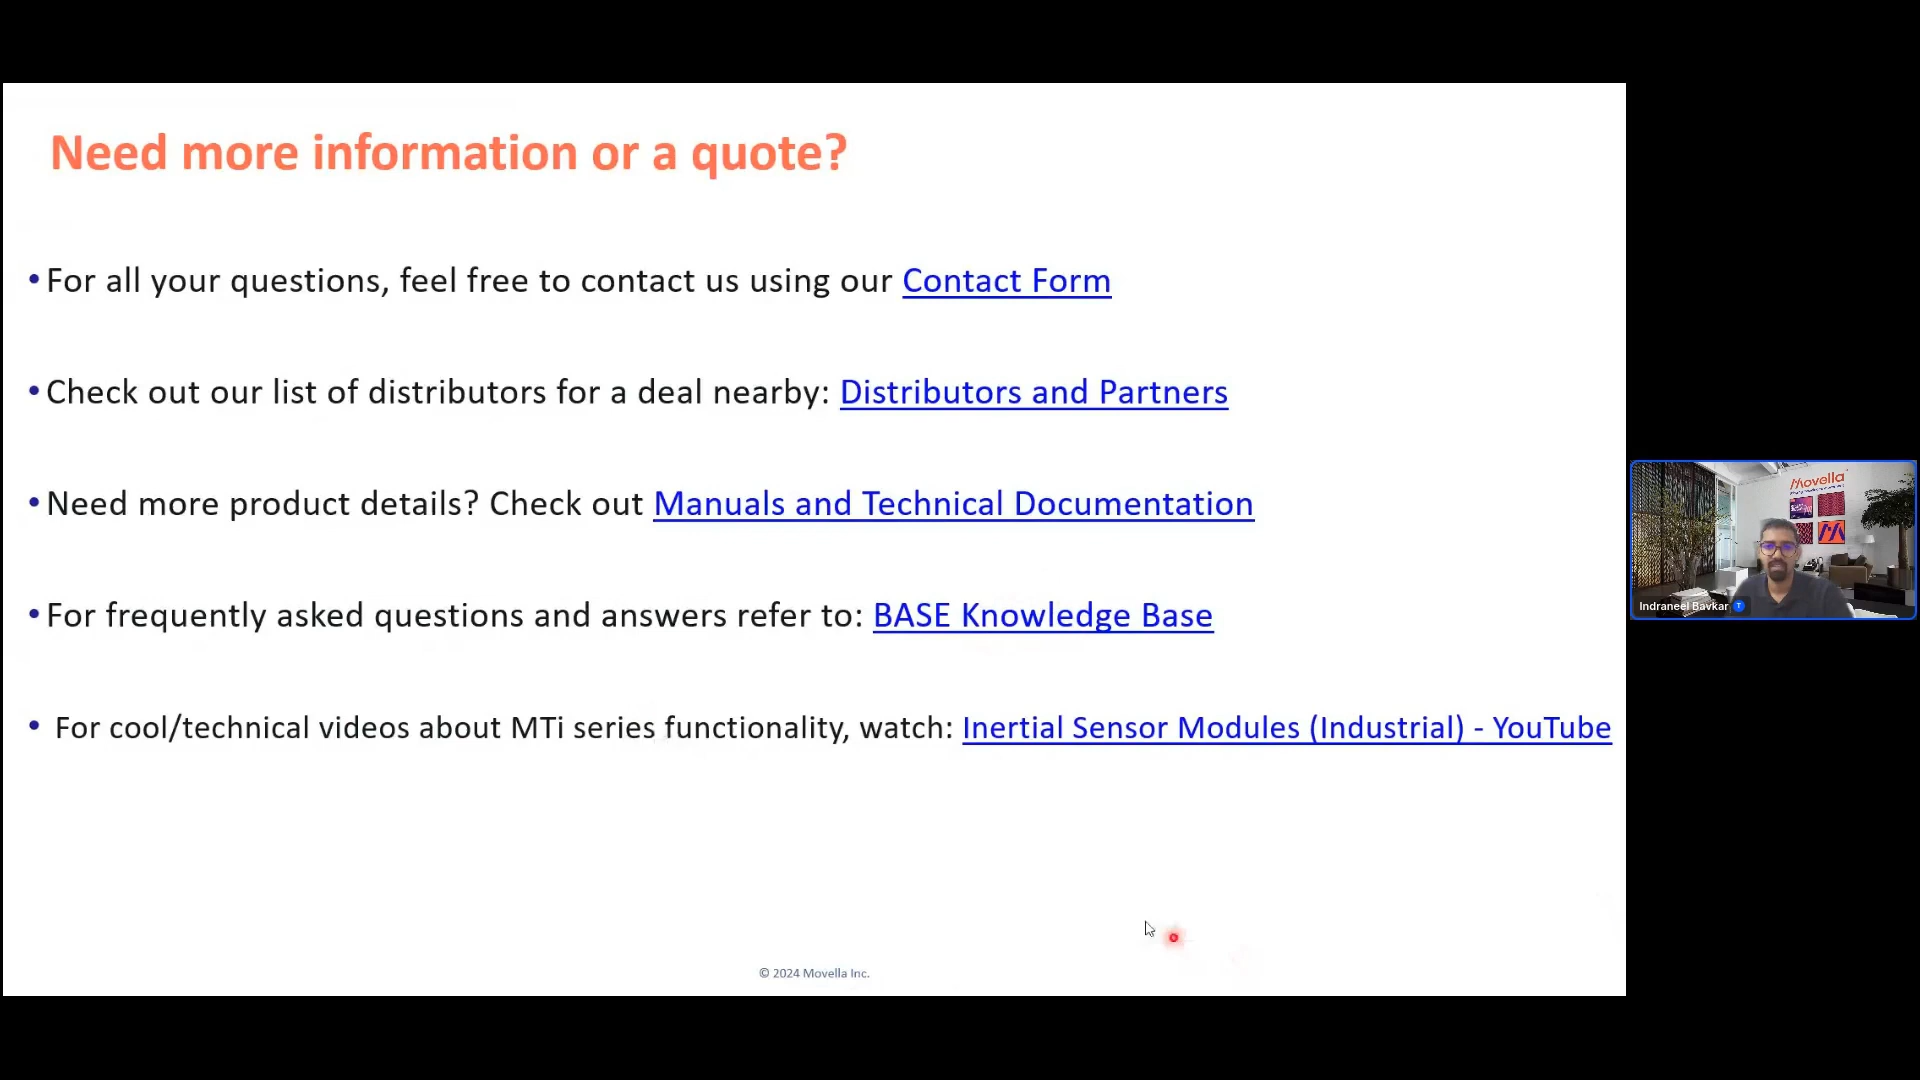 Need more information or a quote?
• For all your questions, feel free to contact us using our Contact Form
• Check out our list of distributors for a deal nearby: Distributors and Partners
• Need more product details? Check out Manuals and Technical Documentation
• For frequently asked questions and answers refer to: BASE Knowledge Base
• For cool/technical videos about MTi series functionality, watch: Inertial Sensor Modules (Industrial) - YouTube
© 2024 Movella Inc.
Movella
Indraneel Bavkar